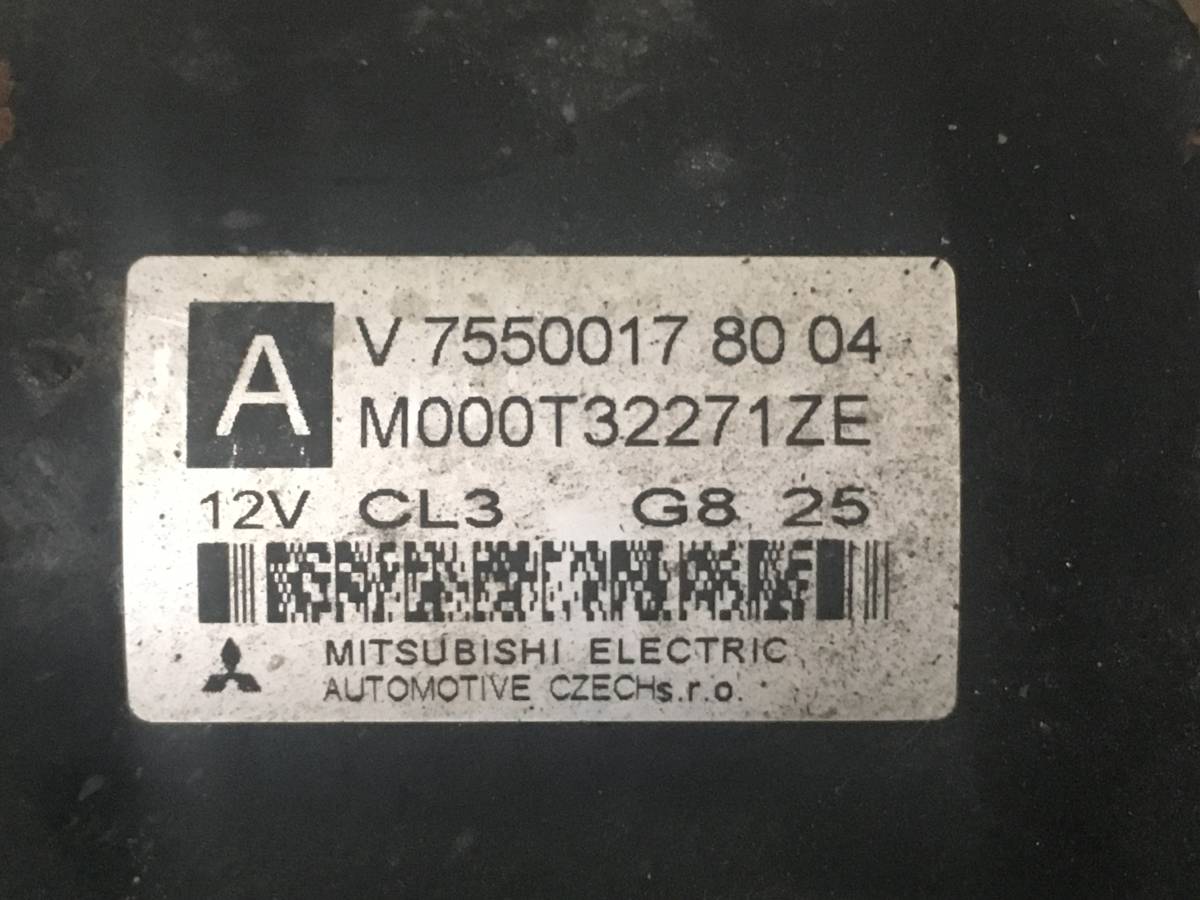 A
V 7550017 80 04
M000T32271ZE
12V CL3 G8 25
MITSUBISHI ELECTRIC
AUTOMOTIVE CZECHs.r.o.